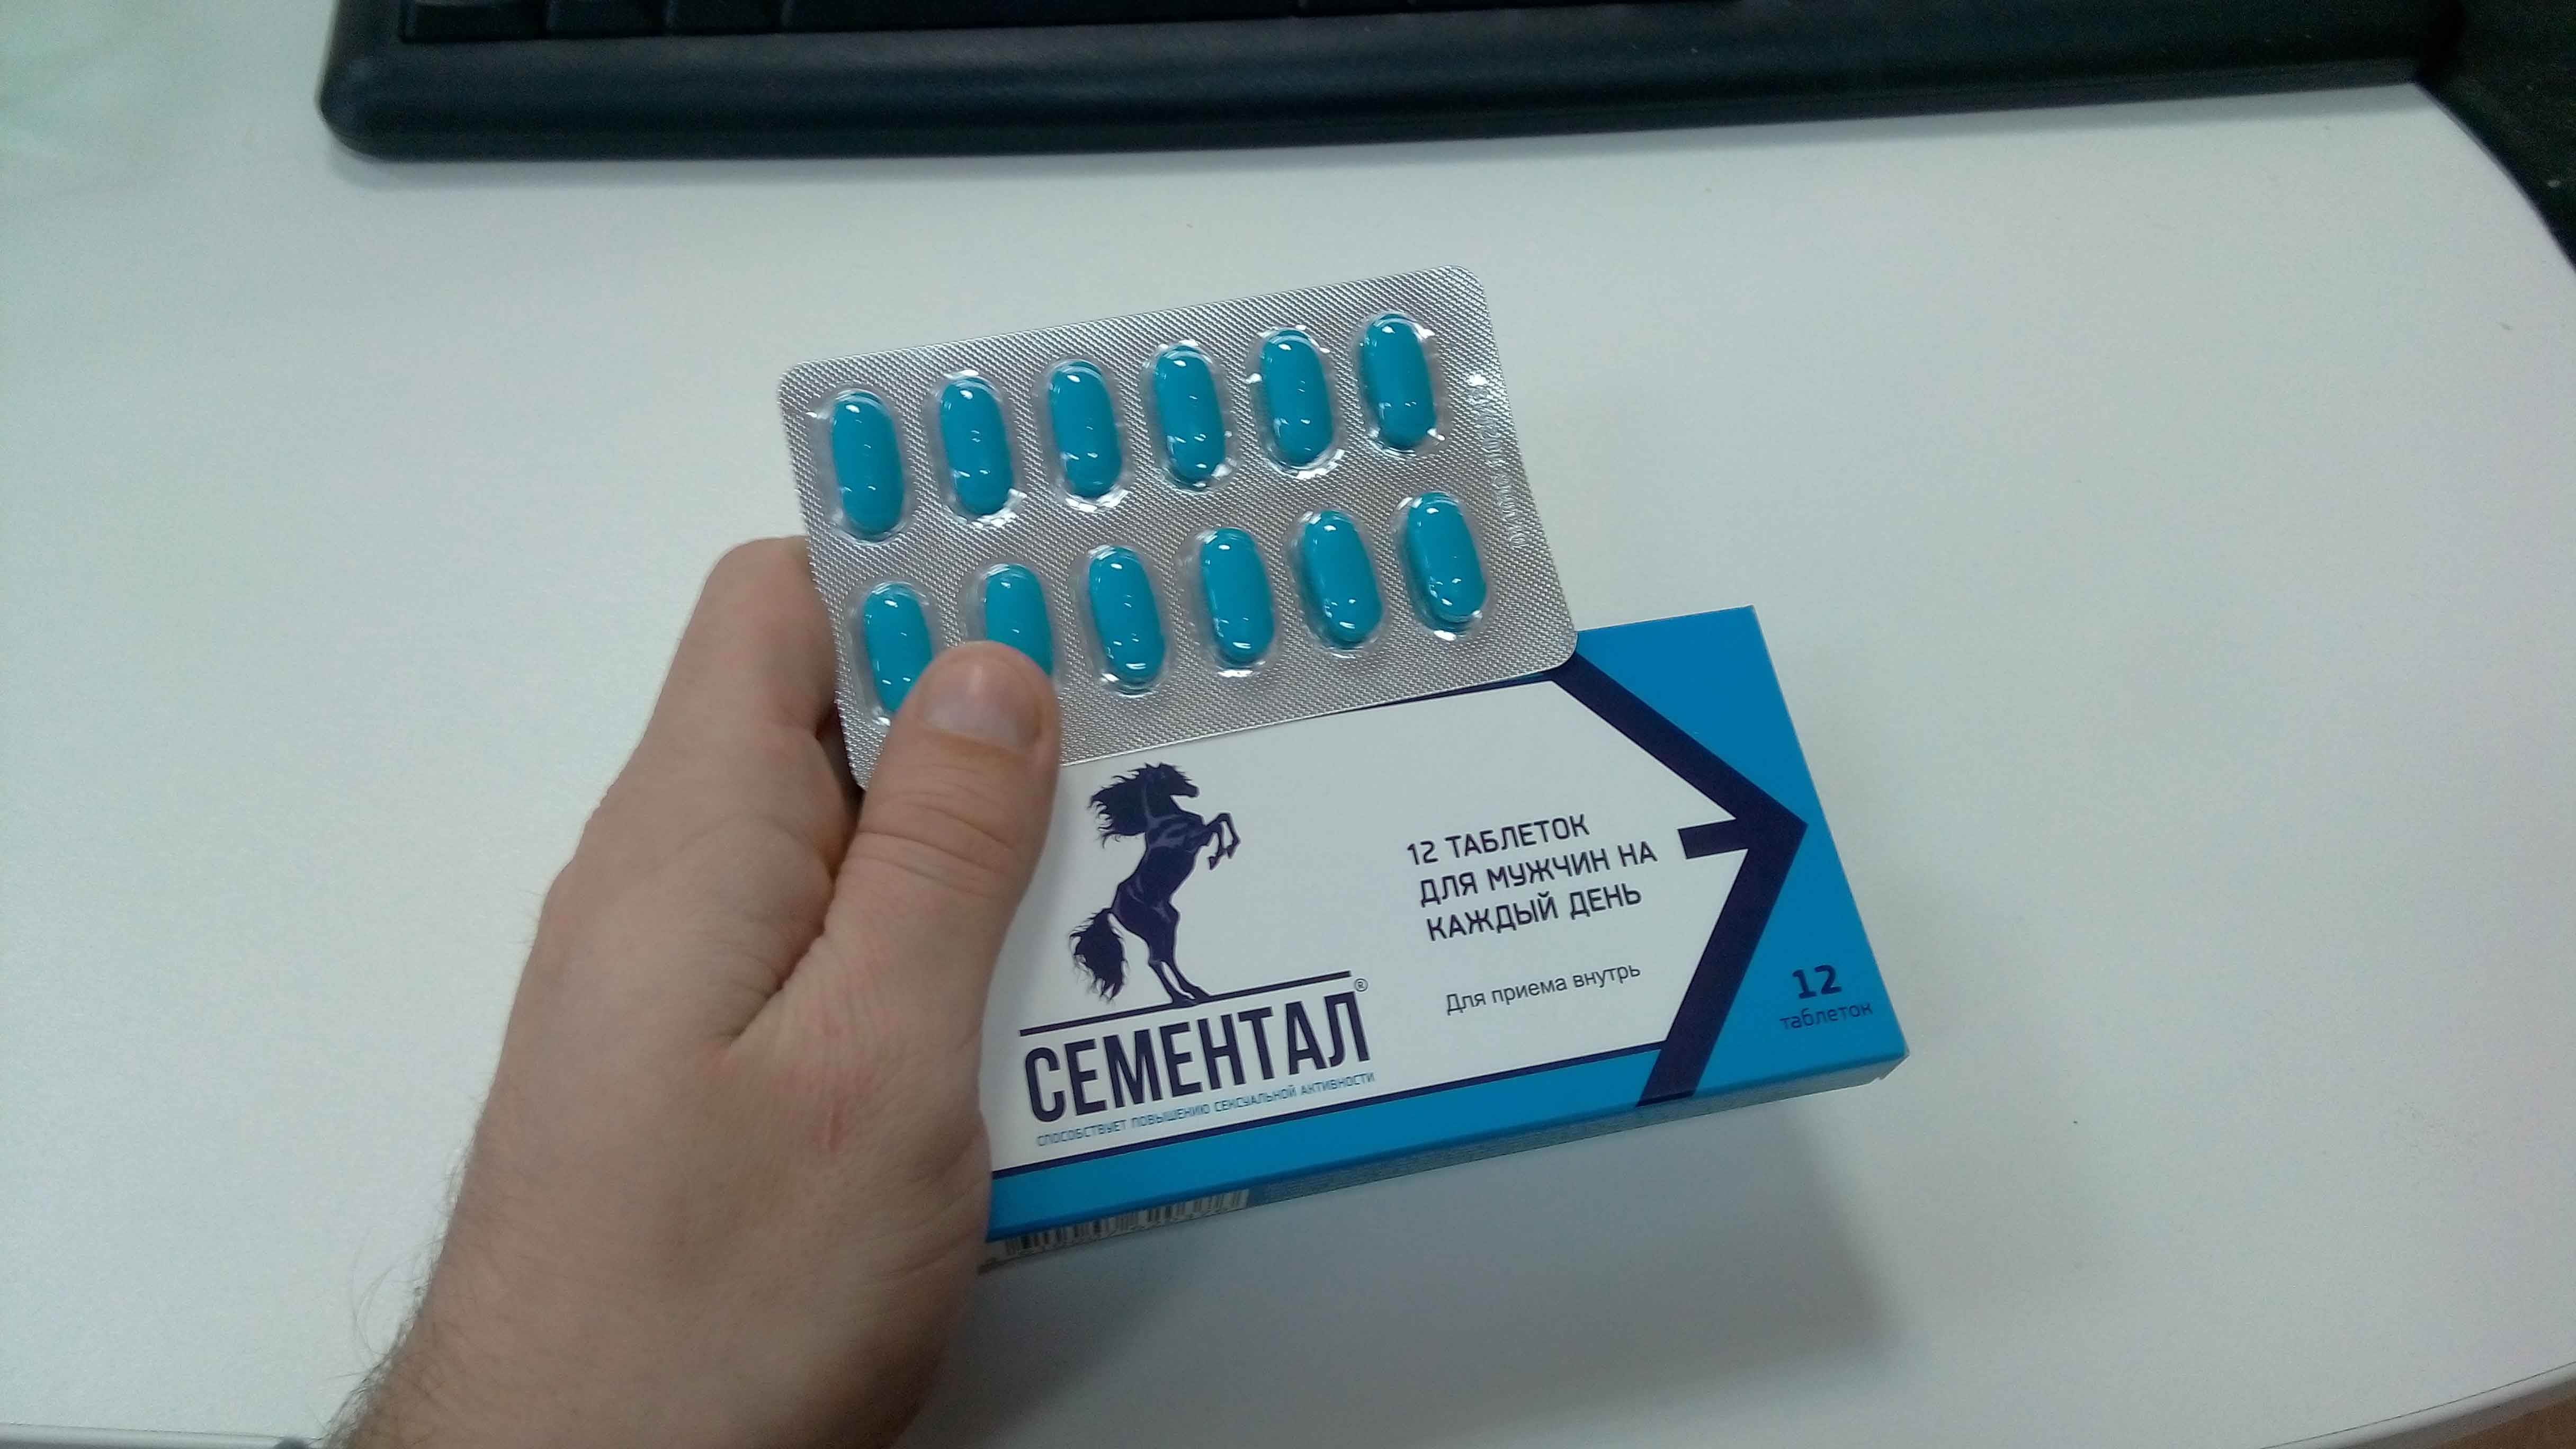 12 ТАБЛЕТОК
ДЛЯ МУЖЧИН НА
КАЖДЫЙ ДЕНЬ
Для приема внутрь
СЕМЕНТАЛ®
СПОСОБСТВУЕТ ПОВЫШЕНИЮ СЕКСУАЛЬНОЙ АКТИВНОСТИ
12
таблеток